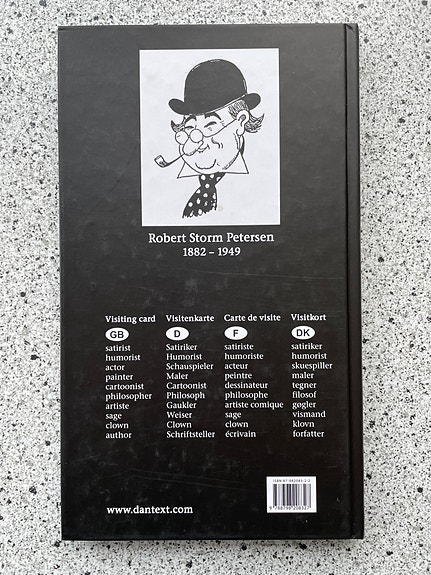 Robert Storm Petersen
1882 – 1949
Visiting card
GB
satirist
humorist
actor
painter
cartoonist
philosopher
artiste
sage
clown
author
Visitenkarte
D
Satiriker
Humorist
Schauspieler
Maler
Cartoonist
Philosoph
Gaukler
Weiser
Clown
Schriftsteller
Carte de visite
F
satiriste
humoriste
acteur
peintre
dessinateur
philosophe
artiste comique
sage
clown
écrivain
Visitkort
DK
satiriker
humorist
skuespiller
maler
tegner
filosof
gøgler
vismand
klovn
forfatter
www.dantext.com